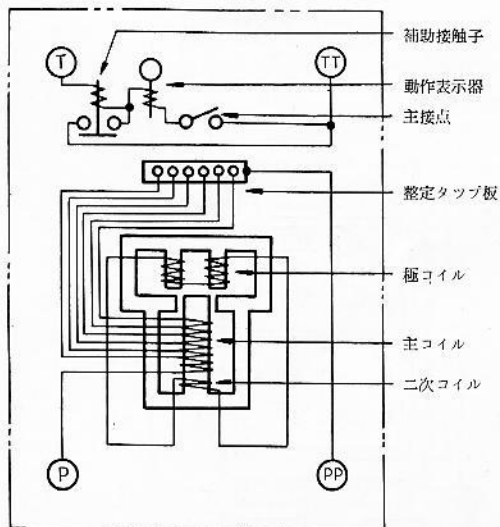 補助接触子
T
TT
動作表示器
主接点
整定タップ板
極コイル
主コイル
二次コイル
P
PP